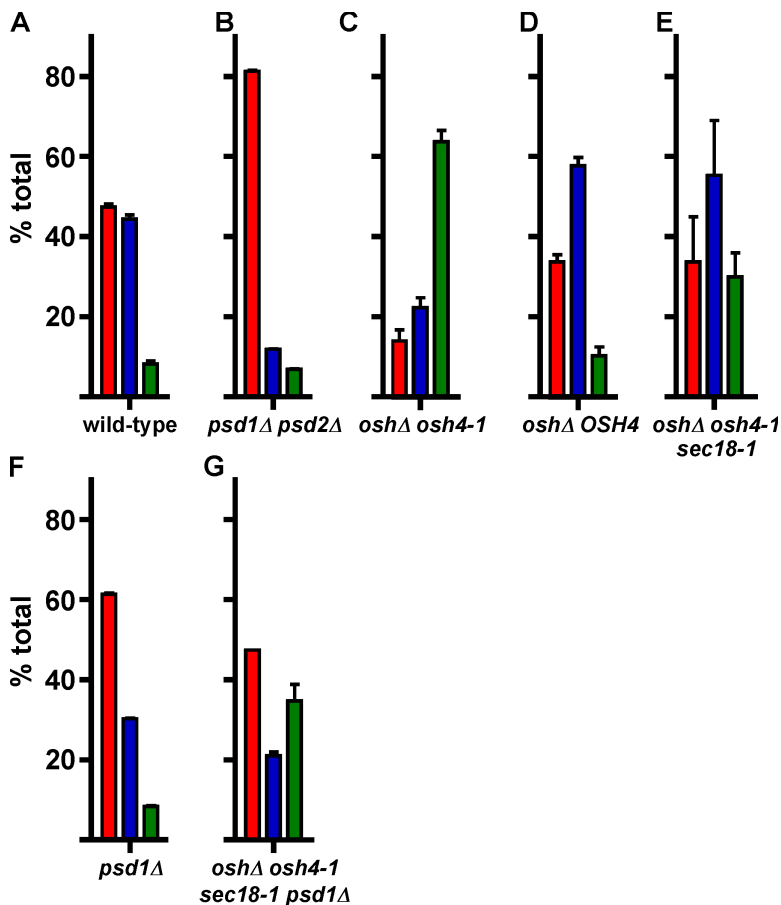 A B C D E
% total
80
60
40
20
wild-type psd1Δ psd2Δ oshΔ osh4-1 oshΔ OSH4 oshΔ osh4-1
sec18-1
F G
% total
80
60
40
20
psd1Δ oshΔ osh4-1
sec18-1 psd1Δ